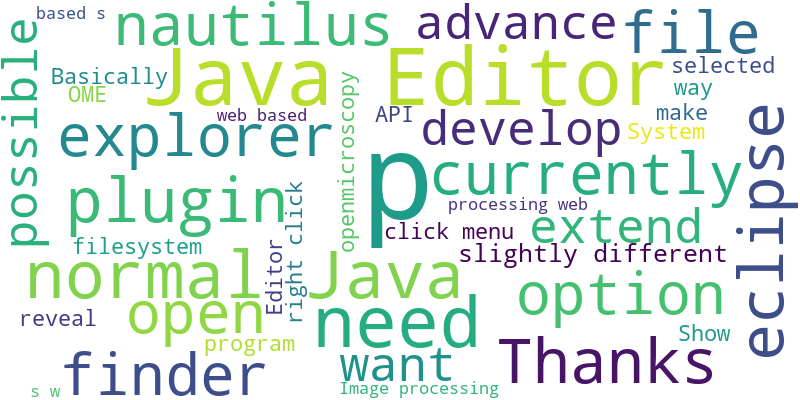 based s
nautilus
advance
file
possible
Basically
Java Editor
selected
OME
way
web based
API
make
explorer
openmicroscopy
develop
System
eclipse
plugin
p
currently
processing web
right click
click menu
extend
filesystem
Editor
slightly different
normal
Java
option
reveal
open
need
program
Show
finder
want
Thanks
s w
Image processing